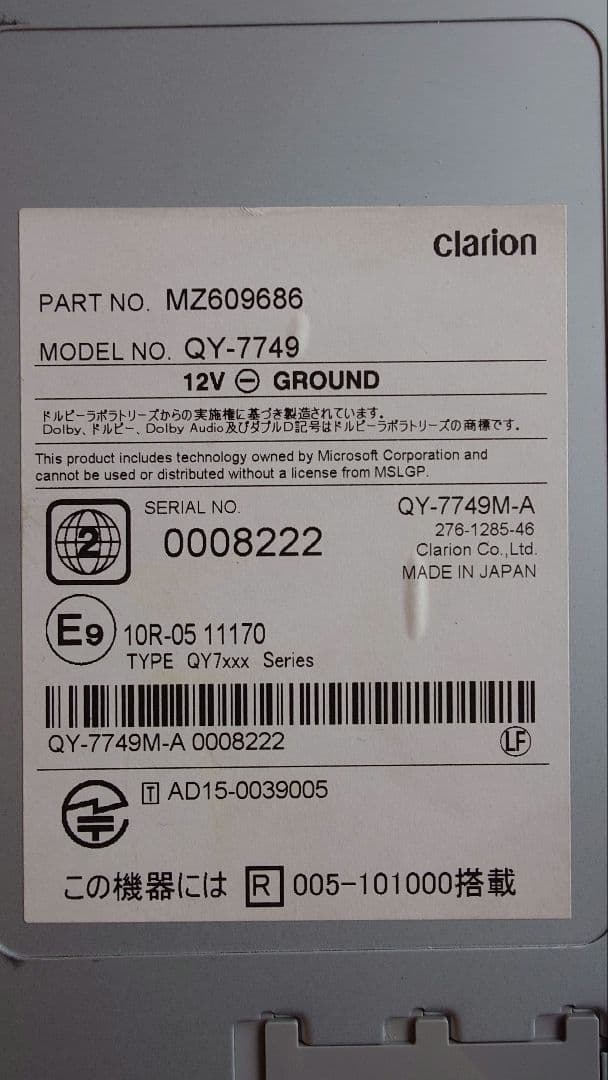 clarion
PART NO. MZ609686
MODEL NO. QY-7749
12V ⊖ GROUND
ドルビーラボラトリーズからの実施権に基づき製造されています。
Dolby、ドルビー、Dolby Audio及びダブルD記号はドルビーラボラトリーズの商標です。
This product includes technology owned by Microsoft Corporation and
cannot be used or distributed without a license from MSLGP.
2
SERIAL NO.
0008222
QY-7749M-A
276-1285-46
Clarion Co.,Ltd.
MADE IN JAPAN
E9 10R-05 11170
TYPE QY7xxx Series
QY-7749M-A 0008222
LF
T AD15-0039005
この機器には R 005-101000搭載